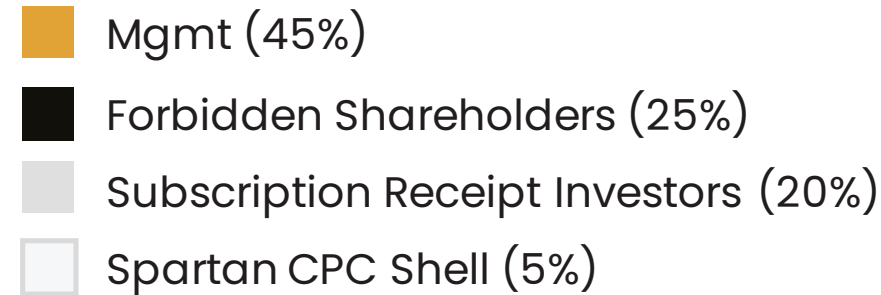 Mgmt (45%)
Forbidden Shareholders (25%)
Subscription Receipt Investors (20%)
Spartan CPC Shell (5%)